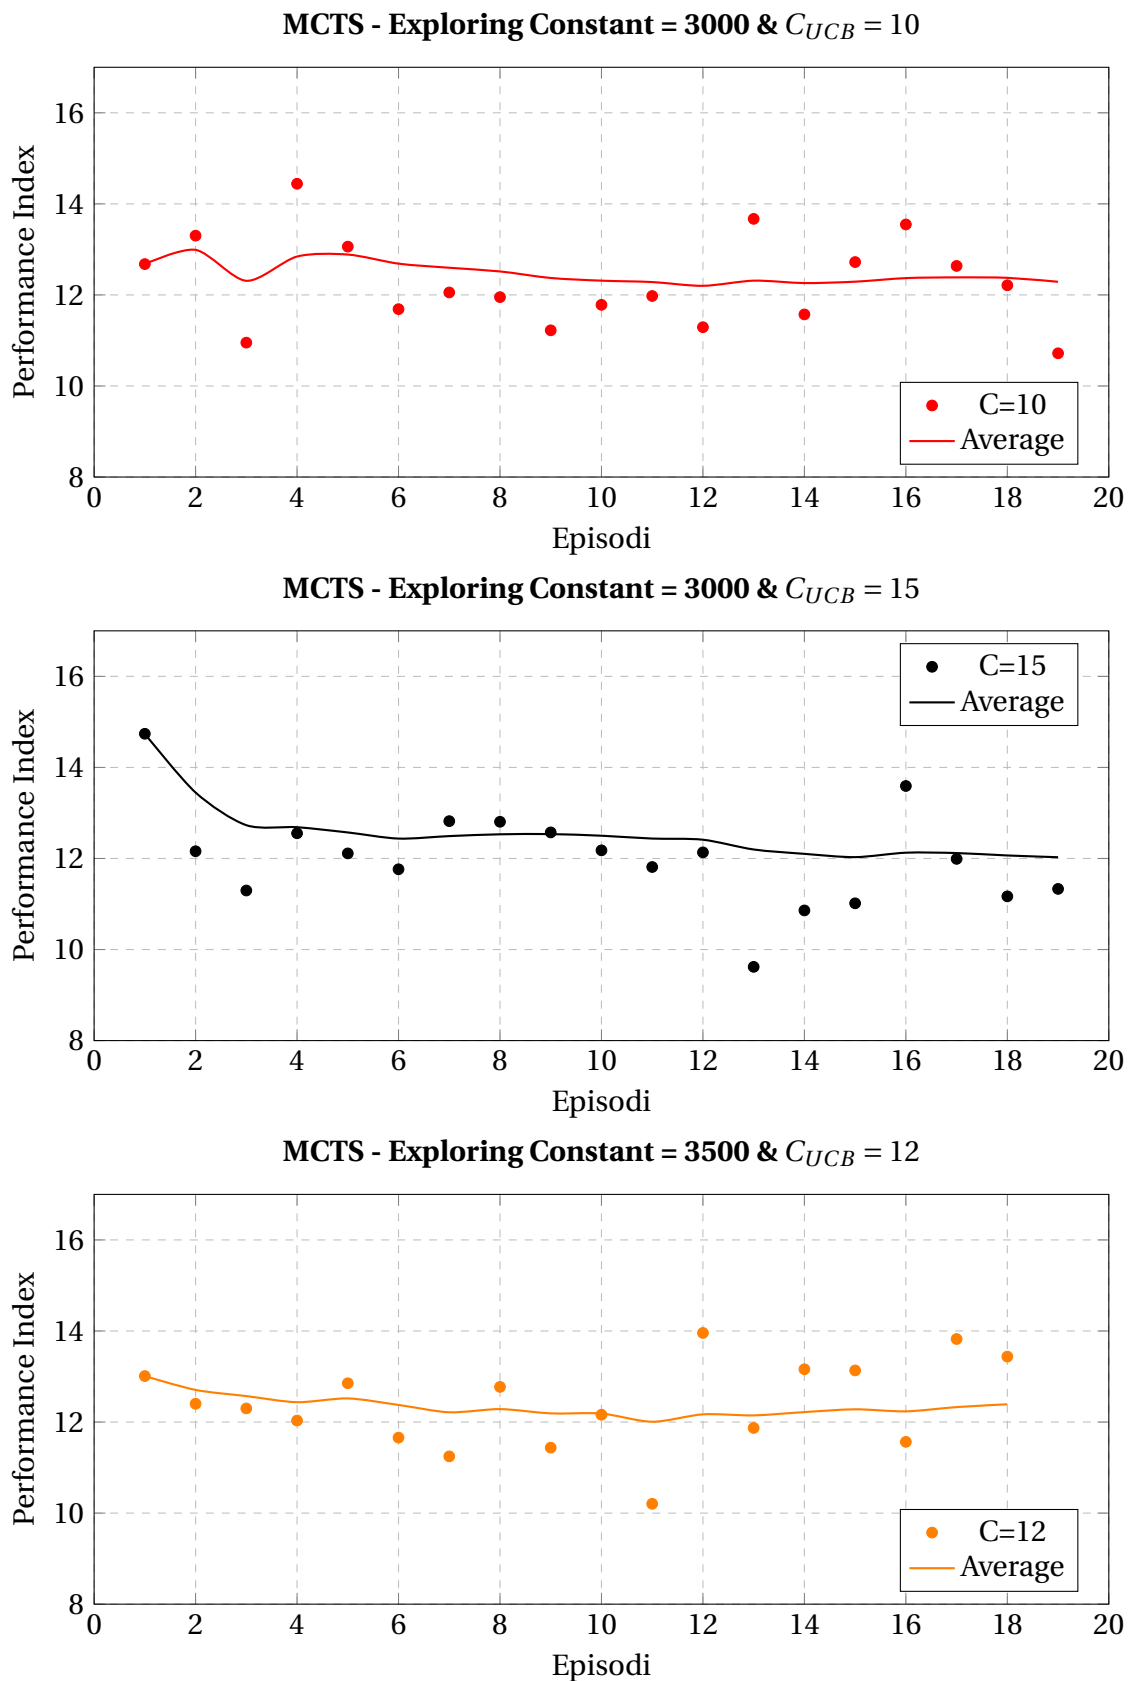 MCTS - Exploring Constant = 3000 & C_UCB = 10
16
14
12
10
8
Performance Index
C=10
Average
0 2 4 6 8 10 12 14 16 18 20
Episodi
MCTS - Exploring Constant = 3000 & C_UCB = 15
16
14
12
10
8
Performance Index
C=15
Average
0 2 4 6 8 10 12 14 16 18 20
Episodi
MCTS - Exploring Constant = 3500 & C_UCB = 12
16
14
12
10
8
Performance Index
C=12
Average
0 2 4 6 8 10 12 14 16 18 20
Episodi